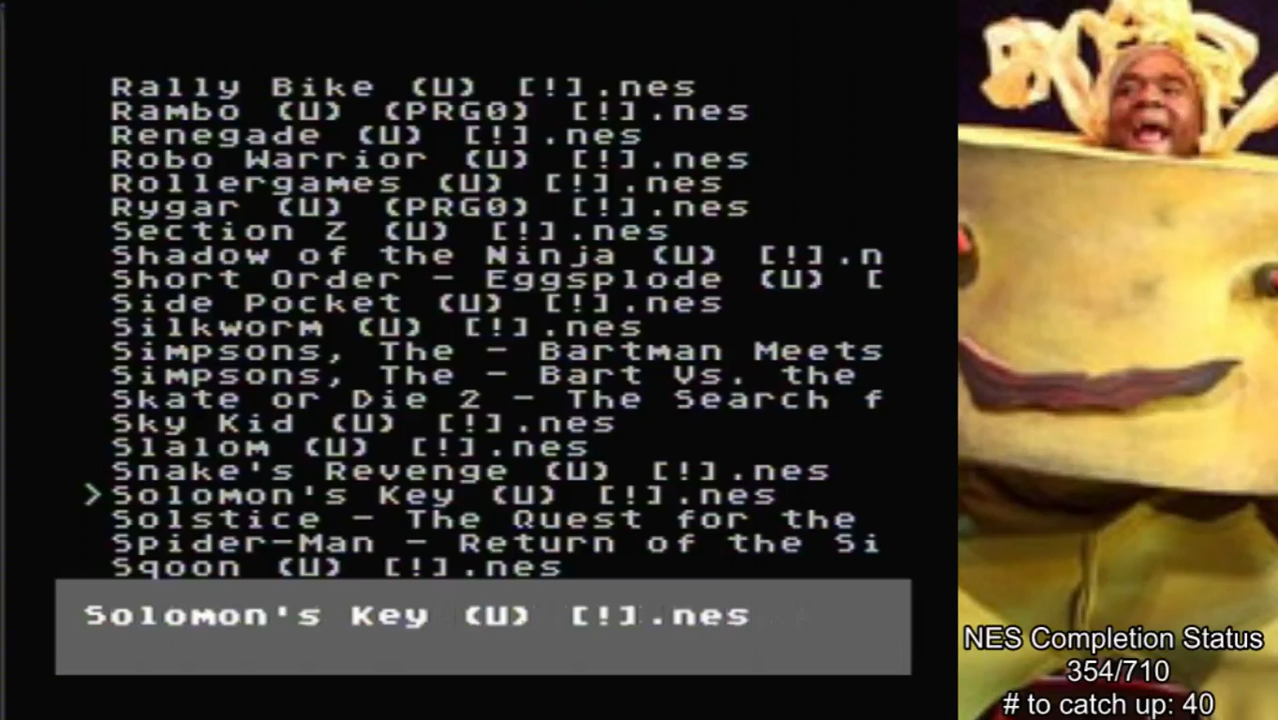 Rally Bike (U) [!].nes
Rambo (U) (PRG0) [!].nes
Renegade (U) [!].nes
Robo Warrior (U) [!].nes
Rollergames (U) [!].nes
Rygar (U) (PRG0) [!].nes
Section Z (U) [!].nes
Shadow of the Ninja (U) [!].n
Short Order - Eggsplode (U) [
Side Pocket (U) [!].nes
Silkworm (U) [!].nes
Simpsons, The - Bartman Meets
Simpsons, The - Bart Vs. the
Skate or Die 2 - The Search f
Sky Kid (U) [!].nes
Slalom (U) [!].nes
Snake's Revenge (U) [!].nes
>Solomon's Key (U) [!].nes
Solstice - The Quest for the
Spider-Man - Return of the Si
Sqoon (U) [!].nes
Solomon's Key (U) [!].nes
NES Completion Status
354/710
# to catch up: 40